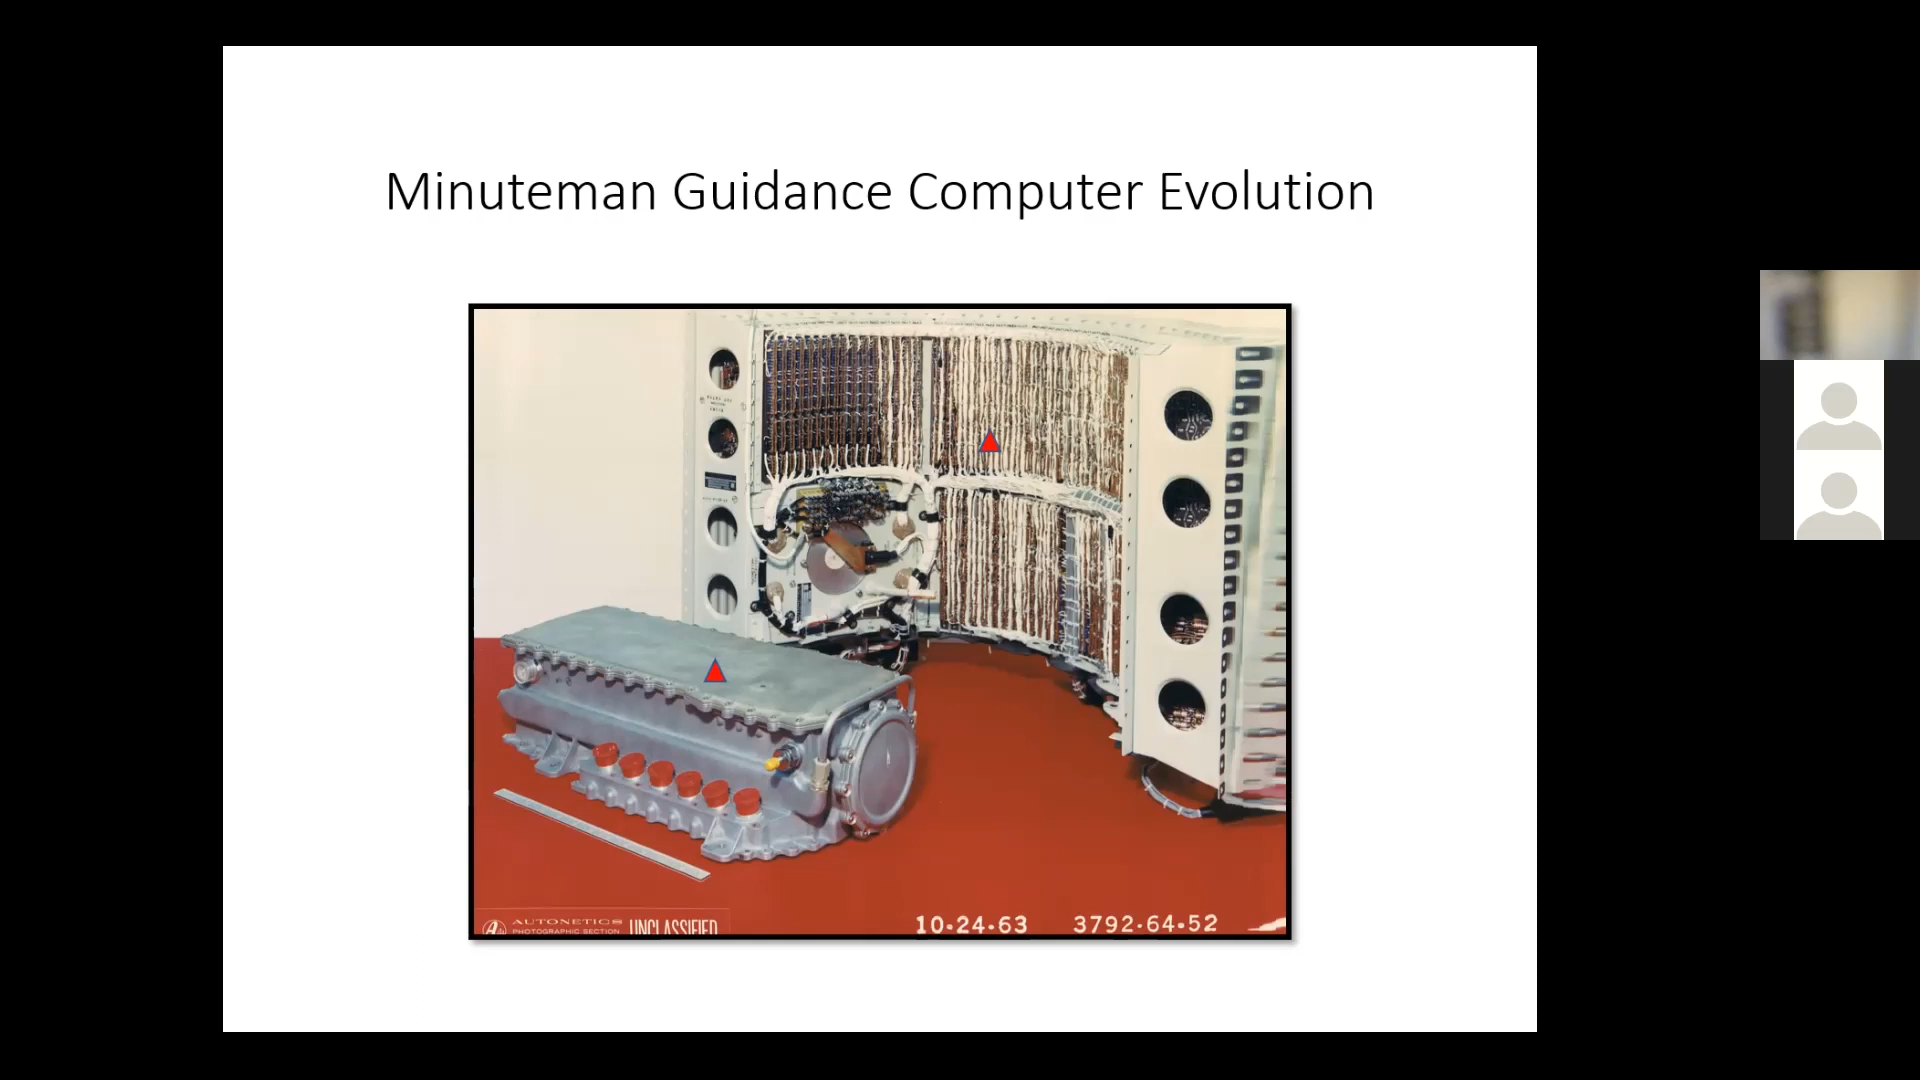 Minuteman Guidance Computer Evolution
AUTONETICS
PHOTOGRAPHIC SECTION
UNCLASSIFIED
10•24•63 3792•64•52